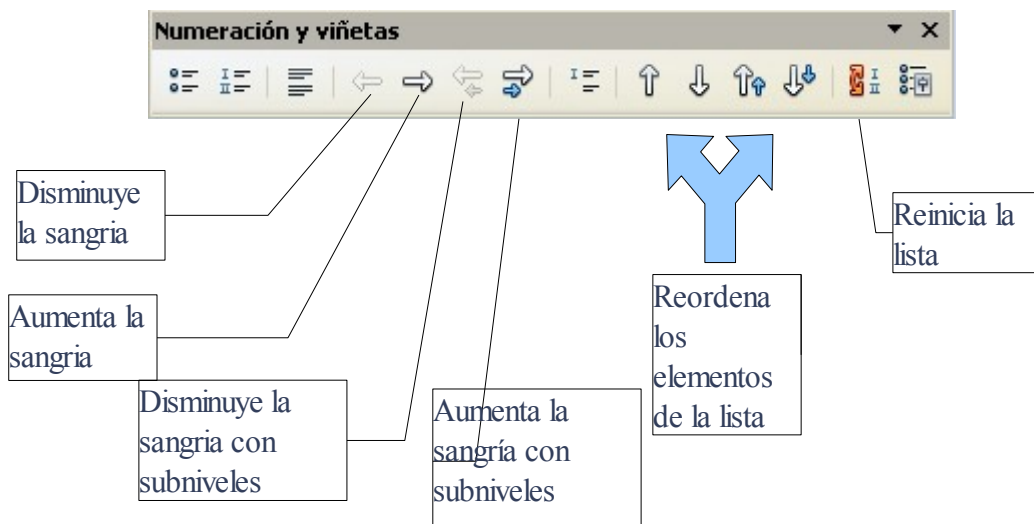 Numeración y viñetas
Disminuye
la sangria
Aumenta la
sangria
Disminuye la
sangria con
subniveles
Aumenta la
sangría con
subniveles
Reordena
los
elementos
de la lista
Reinicia la
lista